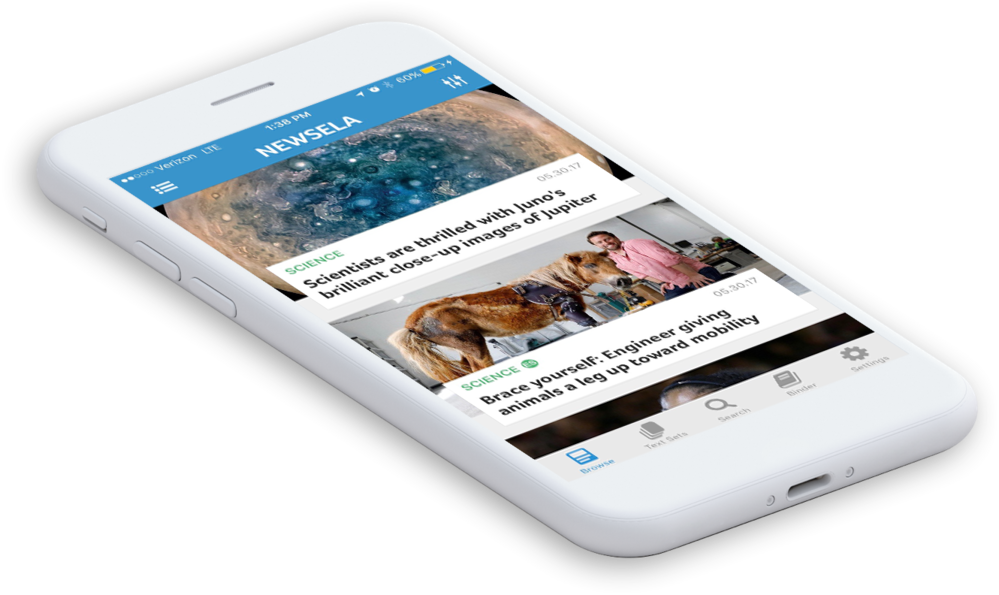 Verizon LTE
1:38 PM
60%
NEWSELA
05.30.17
SCIENCE
Scientists are thrilled with Juno's
brilliant close-up images of Jupiter
05.30.17
SCIENCE
Brace yourself: Engineer giving
animals a leg up toward mobility
Browse
Text Sets
Search
Binder
Settings